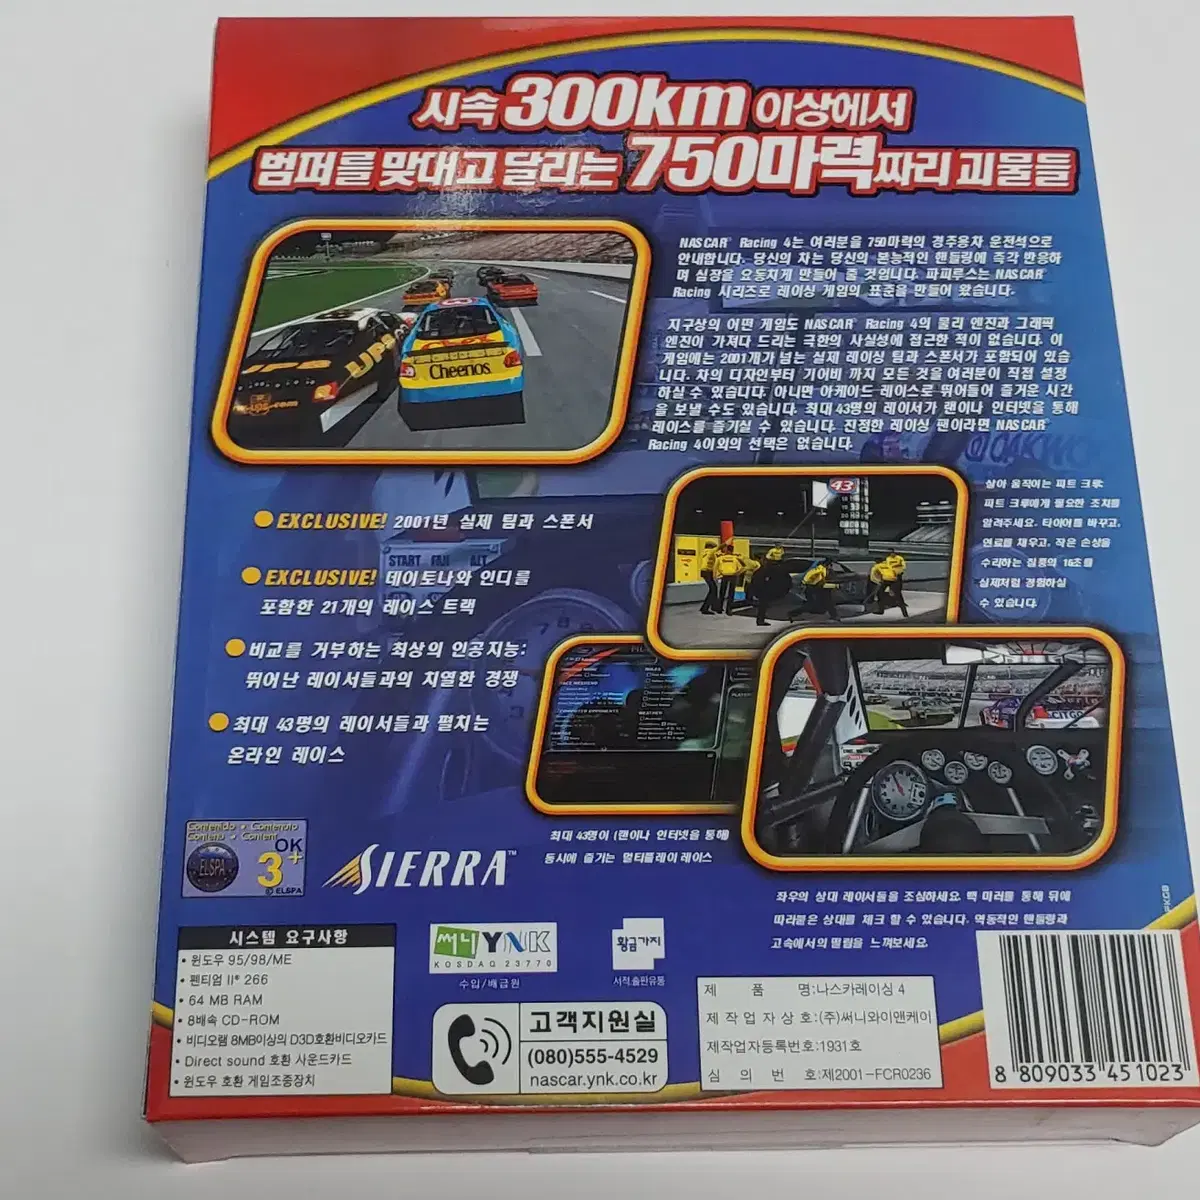 시속 300km 이상에서
범퍼를 맞대고 달리는 750마력짜리 괴물들
NASCAR™ Racing 4는 여러분을 750마력의 경주용차 운전석으로
안내합니다. 당신의 차는 당신의 본능적인 핸들링에 즉각 반응하
며 심장을 요동치게 만들어 줄 것입니다. 파피루스는 NASCAR
Racing 시리즈로 레이싱 게임의 표준을 만들어 왔습니다.
지구상의 어떤 게임도 NASCAR Racing 4의 물리 엔진과 그래픽
엔진이 가져다 드리는 극한의 사실성에 접근한 적이 없습니다. 이
게임에는 2001개가 넘는 실제 레이싱 팀과 스폰서가 포함되어 있습
니다. 차의 디자인부터 기어비 까지 모든 것을 여러분이 직접 설정
하실 수 있습니다. 아니면 아케이드 레이스로 뛰어들어 즐거운 시간
을 보낼 수도 있습니다. 최대 43명의 레이서가 랜이나 인터넷을 통해
레이스를 즐기실 수 있습니다. 진정한 레이싱 팬이라면 NASCAR
Racing 4이외의 선택은 없습니다.
UPS
Cheerios
43
살아 움직이는 피트 크루:
피트 크루에게 필요한 조치를
알려주세요. 타이어를 바꾸고,
연료를 채우고, 작은 손상을
수리하는 질풍의 16초를
실제처럼 경험하실
수 있습니다.
EXCLUSIVE! 2001년 실제 팀과 스폰서
START FAN ALT
EXCLUSIVE! 데이토나와 인디를
포함한 21개의 레이스 트랙
비교를 거부하는 최상의 인공지능:
뛰어난 레이서들과의 치열한 경쟁
최대 43명의 레이서들과 펼치는
온라인 레이스
CITGO
최대 43명이 (랜이나 인터넷을 통해)
동시에 즐기는 멀티플레이 레이스
좌우의 상대 레이서들을 조심하세요. 백 미러를 통해 뒤에
따라붙은 상대를 체크 할 수 있습니다. 역동적인 핸들링과
고속에서의 떨림을 느껴보세요.
Contenido • Contenuto
Contenu • Content
ELSPA
OK
3+
© ELSPA
SIERRA™
시스템 요구사항
• 윈도우 95/98/ME
• 펜티엄 II® 266
• 64 MB RAM
• 8배속 CD-ROM
• 비디오램 8MB이상의 D3D호환비디오카드
• Direct sound 호환 사운드카드
• 윈도우 호환 게임조종장치
써니 YNK
KOSDAQ 23770
수입/배급원
황금가지
서적.출판유통
고객지원실
(080)555-4529
nascar.ynk.co.kr
제 품 명:나스카레이싱 4
제 작 업 자 상 호:(주)써니와이앤케이
제작업자등록번호:1931호
심 의 번 호:제2001-FCR0236
8 809033 451023